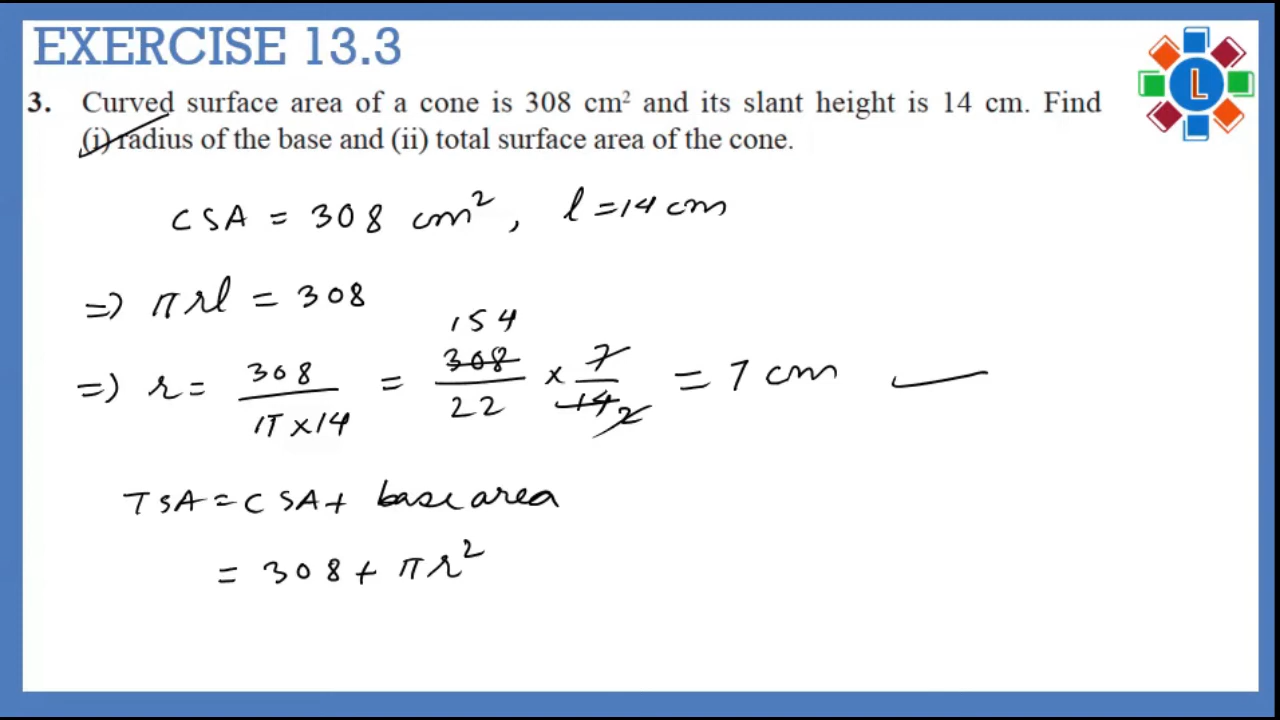 EXERCISE 13.3
L
3. Curved surface area of a cone is 308 cm² and its slant height is 14 cm. Find
(i) radius of the base and (ii) total surface area of the cone.
CSA = 308 cm², l = 14 cm
=> πrl = 308
=> r = 308/(π×14) = 308/22 × 7/14 = 7 cm
154
2
TSA = CSA + base area
= 308 + πr²